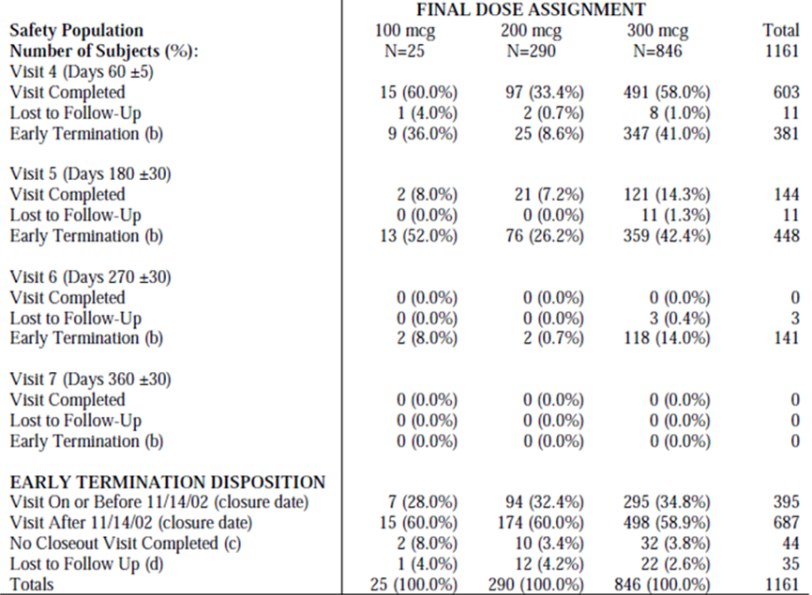 FINAL DOSE ASSIGNMENT
Safety Population 100 mcg 200 mcg 300 mcg Total
Number of Subjects (%): N=25 N=290 N=846 1161
Visit 4 (Days 60 ±5)
Visit Completed 15 (60.0%) 97 (33.4%) 491 (58.0%) 603
Lost to Follow-Up 1 (4.0%) 2 (0.7%) 8 (1.0%) 11
Early Termination (b) 9 (36.0%) 25 (8.6%) 347 (41.0%) 381
Visit 5 (Days 180 ±30)
Visit Completed 2 (8.0%) 21 (7.2%) 121 (14.3%) 144
Lost to Follow-Up 0 (0.0%) 0 (0.0%) 11 (1.3%) 11
Early Termination (b) 13 (52.0%) 76 (26.2%) 359 (42.4%) 448
Visit 6 (Days 270 ±30)
Visit Completed 0 (0.0%) 0 (0.0%) 0 (0.0%) 0
Lost to Follow-Up 0 (0.0%) 0 (0.0%) 3 (0.4%) 3
Early Termination (b) 2 (8.0%) 2 (0.7%) 118 (14.0%) 141
Visit 7 (Days 360 ±30)
Visit Completed 0 (0.0%) 0 (0.0%) 0 (0.0%) 0
Lost to Follow-Up 0 (0.0%) 0 (0.0%) 0 (0.0%) 0
Early Termination (b) 0 (0.0%) 0 (0.0%) 0 (0.0%) 0
EARLY TERMINATION DISPOSITION
Visit On or Before 11/14/02 (closure date) 7 (28.0%) 94 (32.4%) 295 (34.8%) 395
Visit After 11/14/02 (closure date) 15 (60.0%) 174 (60.0%) 498 (58.9%) 687
No Closeout Visit Completed (c) 2 (8.0%) 10 (3.4%) 32 (3.8%) 44
Lost to Follow Up (d) 1 (4.0%) 12 (4.2%) 22 (2.6%) 35
Totals 25 (100.0%) 290 (100.0%) 846 (100.0%) 1161